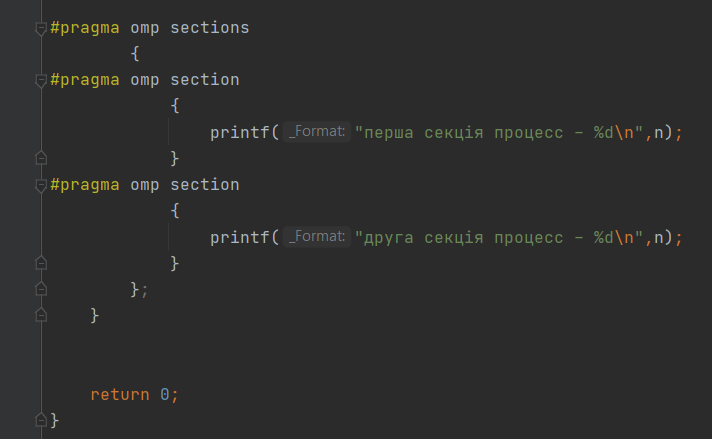 #pragma omp sections
{
#pragma omp section
{
printf( _Format: "перша секція процесс - %d\n",n);
}
#pragma omp section
{
printf( _Format: "друга секція процесс - %d\n",n);
}
};
}
return 0;
}